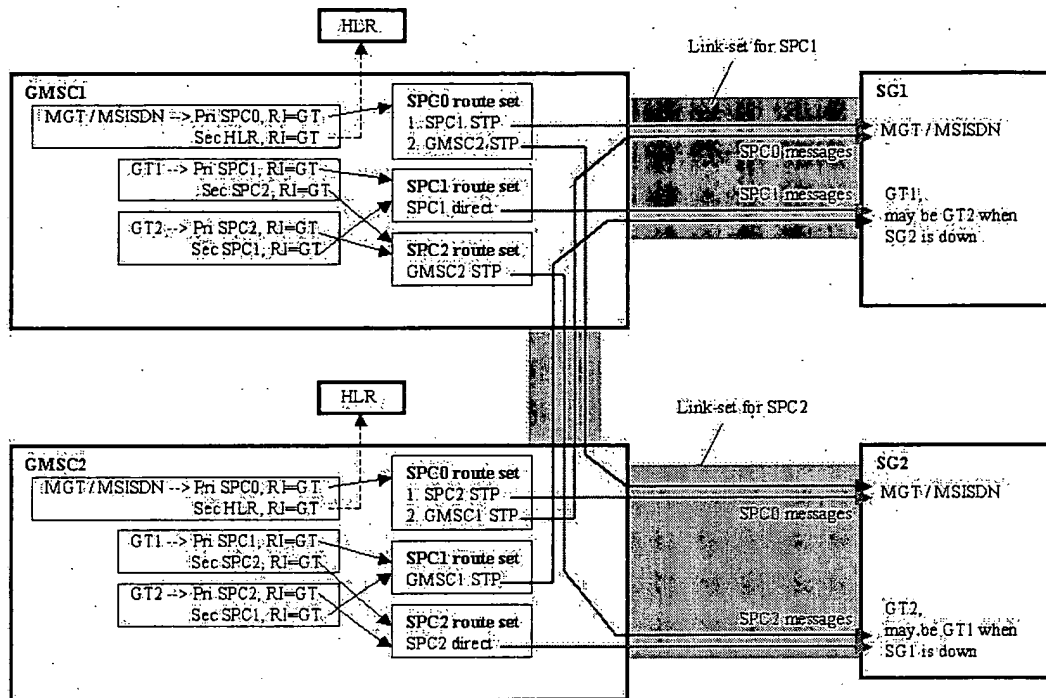 HLR
Link-set for SPC1
GMSC1
MGT / MSISDN --> Pri SPC0, RI=GT
Sec HLR, RI=GT
GT1 --> Pri SPC1, RI=GT
Sec SPC2, RI=GT
GT2 --> Pri SPC2, RI=GT
Sec SPC1, RI=GT
SPC0 route set
1. SPC1 STP
2. GMSC2 STP
SPC1 route set
SPC1 direct
SPC2 route set
GMSC2 STP
SPC0 messages
SPC1 messages
SG1
MGT / MSISDN
GT1,
may be GT2 when
SG2 is down
HLR
Link-set for SPC2
GMSC2
MGT / MSISDN --> Pri SPC0, RI=GT
Sec HLR, RI=GT
GT1 --> Pri SPC1, RI=GT
Sec SPC2, RI=GT
GT2 --> Pri SPC2, RI=GT
Sec SPC1, RI=GT
SPC0 route set
1. SPC2 STP
2. GMSC1 STP
SPC1 route set
GMSC1 STP
SPC2 route set
SPC2 direct
SPC0 messages
SPC2 messages
SG2
MGT / MSISDN
GT2,
may be GT1 when
SG1 is down